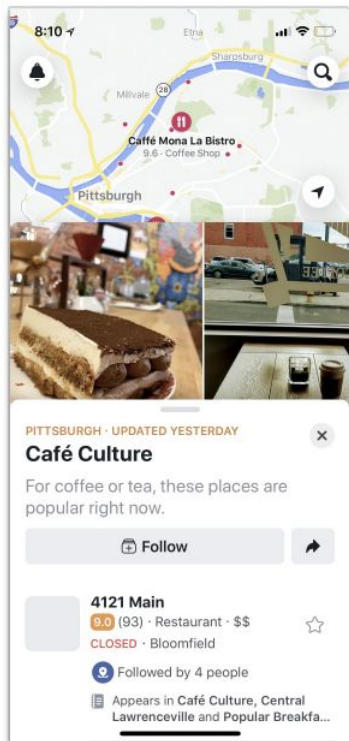 8:10
Etna
Sharpsburg
Millvale
28
Caffé Mona La Bistro
9.6 · Coffee Shop
Pittsburgh
PITTSBURGH · UPDATED YESTERDAY
Café Culture
For coffee or tea, these places are
popular right now.
Follow
4121 Main
9.0 (93) · Restaurant · $$
CLOSED · Bloomfield
Followed by 4 people
Appears in Café Culture, Central
Lawrenceville and Popular Breakfa...